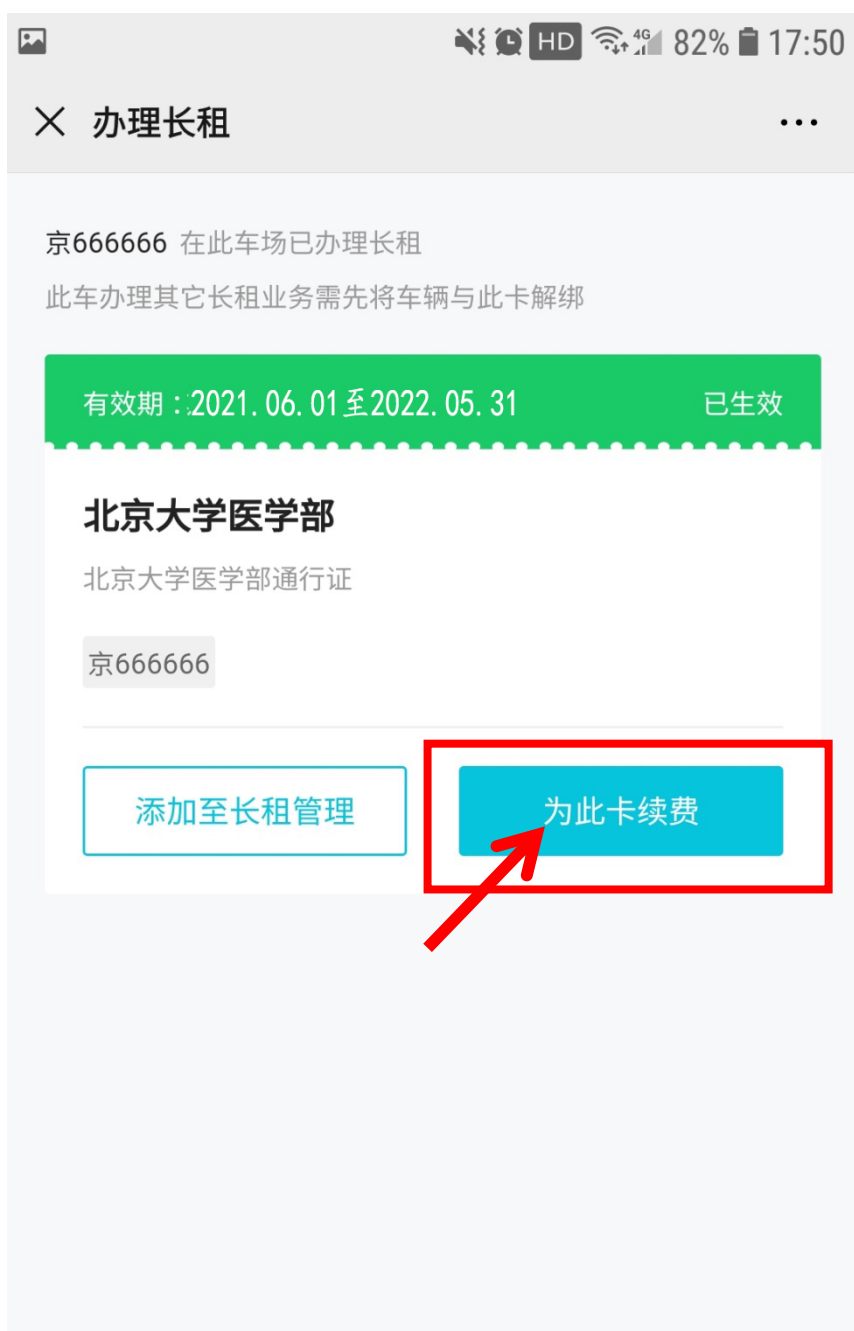 HD 4G 82% 17:50
办理长租
京666666 在此车场已办理长租
此车办理其它长租业务需先将车辆与此卡解绑
有效期：2021.06.01至2022.05.31 已生效
北京大学医学部
北京大学医学部通行证
京666666
添加至长租管理 为此卡续费